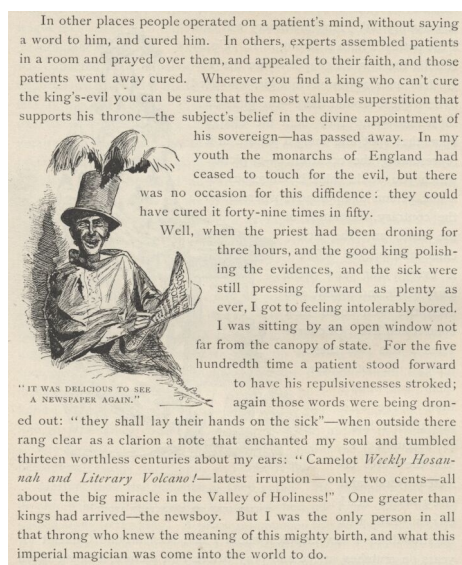 In other places people operated on a patient's mind, without saying
a word to him, and cured him. In others, experts assembled patients
in a room and prayed over them, and appealed to their faith, and those
patients went away cured. Wherever you find a king who can't cure
the king's-evil you can be sure that the most valuable superstition that
supports his throne—the subject's belief in the divine appointment of
his sovereign—has passed away. In my
youth the monarchs of England had
ceased to touch for the evil, but there
was no occasion for this diffidence: they could
have cured it forty-nine times in fifty.
Well, when the priest had been droning for
three hours, and the good king polish-
ing the evidences, and the sick were
still pressing forward as plenty as
ever, I got to feeling intolerably bored.
I was sitting by an open window not
far from the canopy of state. For the five
hundredth time a patient stood forward
to have his repulsivenesses stroked;
again those words were being dron-
"IT WAS DELICIOUS TO SEE
A NEWSPAPER AGAIN."
ed out: "they shall lay their hands on the sick"—when outside there
rang clear as a clarion a note that enchanted my soul and tumbled
thirteen worthless centuries about my ears: "Camelot Weekly Hosan-
nah and Literary Volcano!—latest irruption—only two cents—all
about the big miracle in the Valley of Holiness!" One greater than
kings had arrived—the newsboy. But I was the only person in all
that throng who knew the meaning of this mighty birth, and what this
imperial magician was come into the world to do.